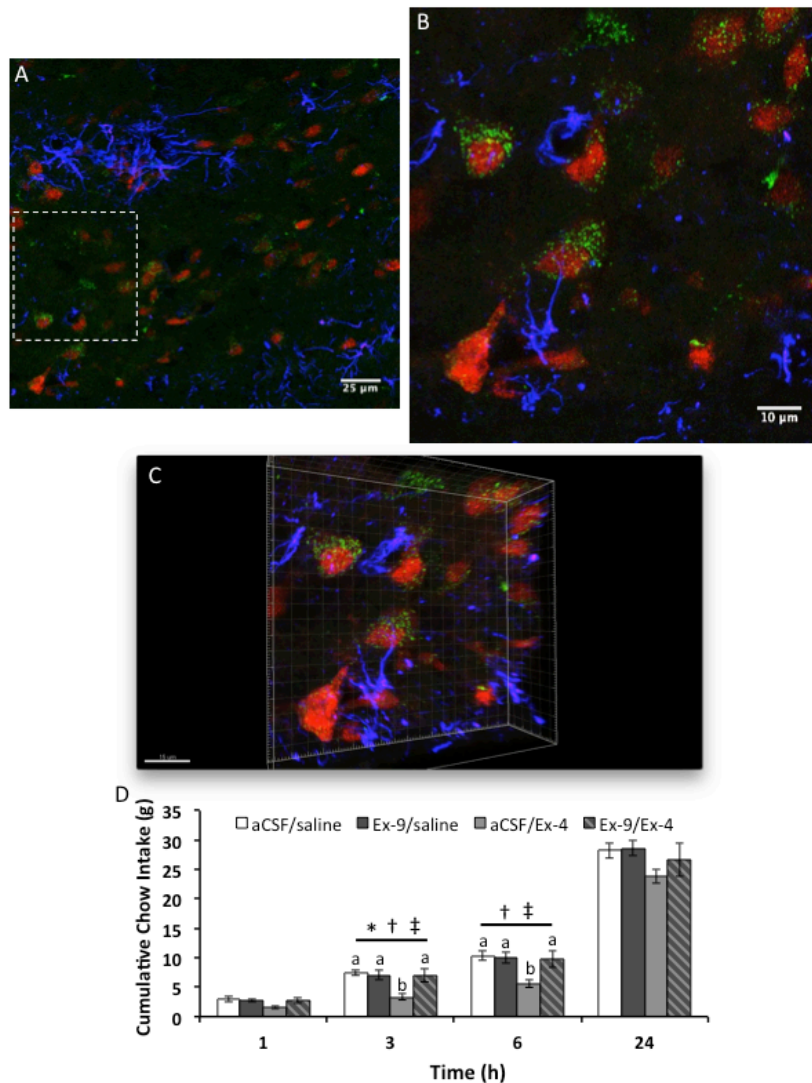 A
25 µm
B
10 µm
C
D
Cumulative Chow Intake (g)
35
30
25
20
15
10
5
0
aCSF/saline Ex-9/saline aCSF/Ex-4 Ex-9/Ex-4
* † ‡
a a b a
† ‡
a a b a
1 3 6 24
Time (h)